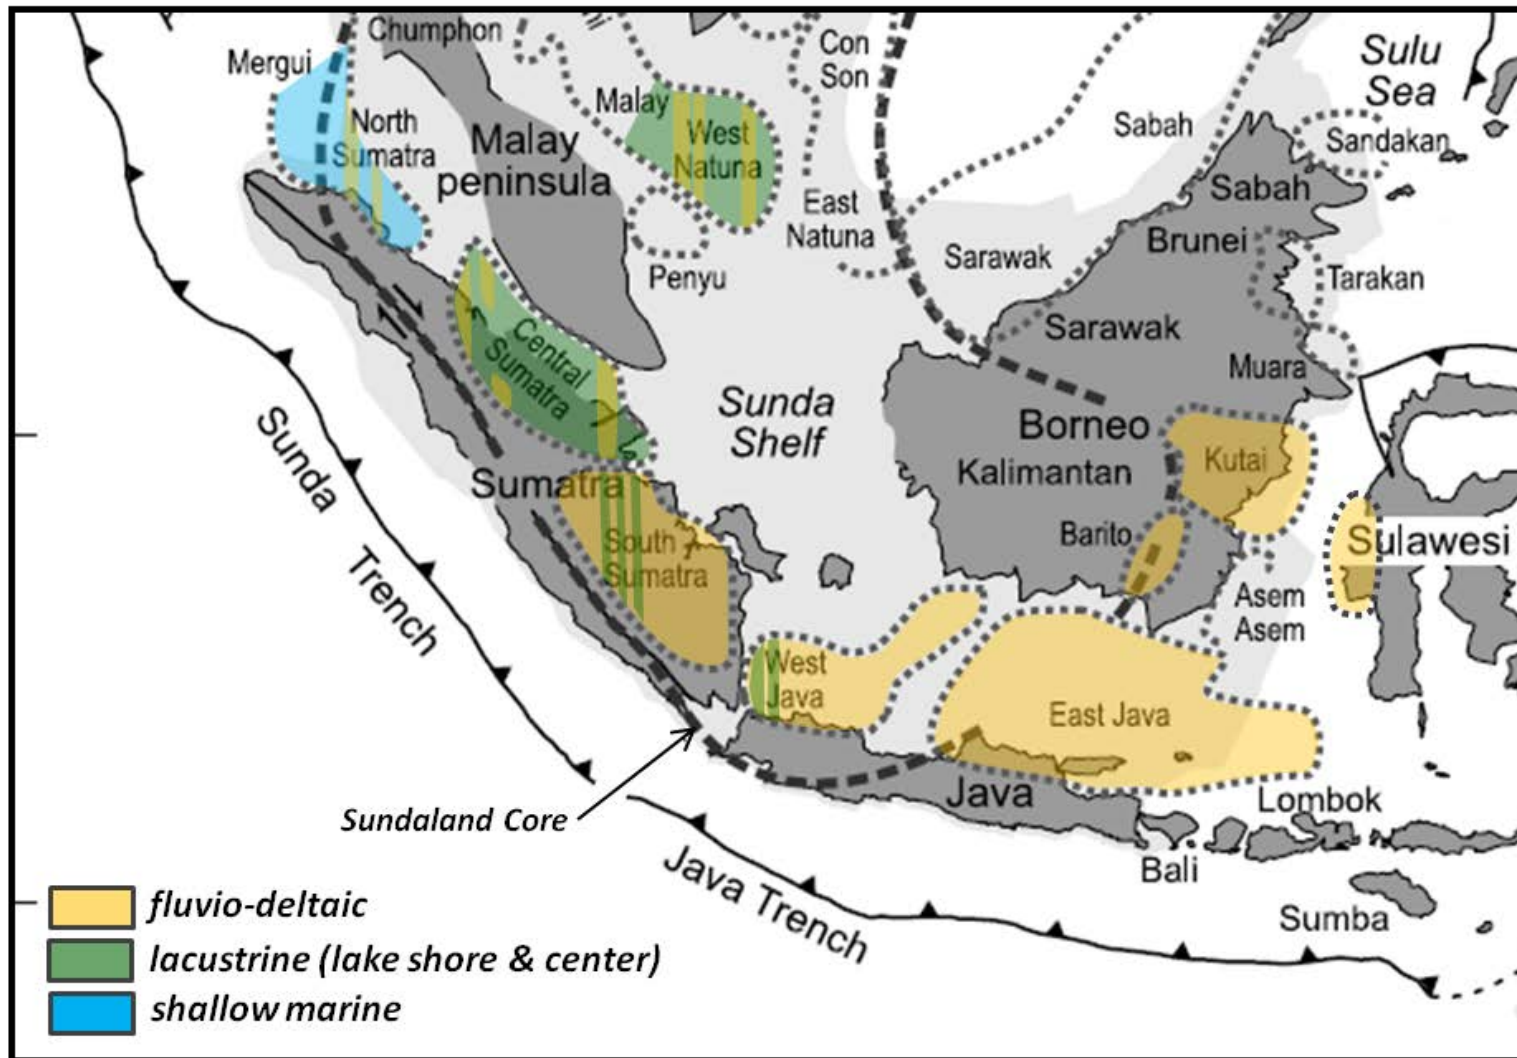 Chumphon
Con
Son
Sulu
Sea
Mergui
Malay
North
Sumatra
Malay
peninsula
West
Natuna
Sabah
Sandakan
Sabah
East
Natuna
Brunei
Sarawak
Penyu
Tarakan
Sarawak
Central
Sumatra
Muara
Sunda
Shelf
Borneo
Kutai
Kalimantan
Sunda
Trench
Sumatra
Barito
Sulawesi
South
Sumatra
Asem
Asem
West
Java
East Java
Java
Lombok
Sundaland Core
Bali
Java Trench
Sumba
fluvio-deltaic
lacustrine (lake shore & center)
shallow marine